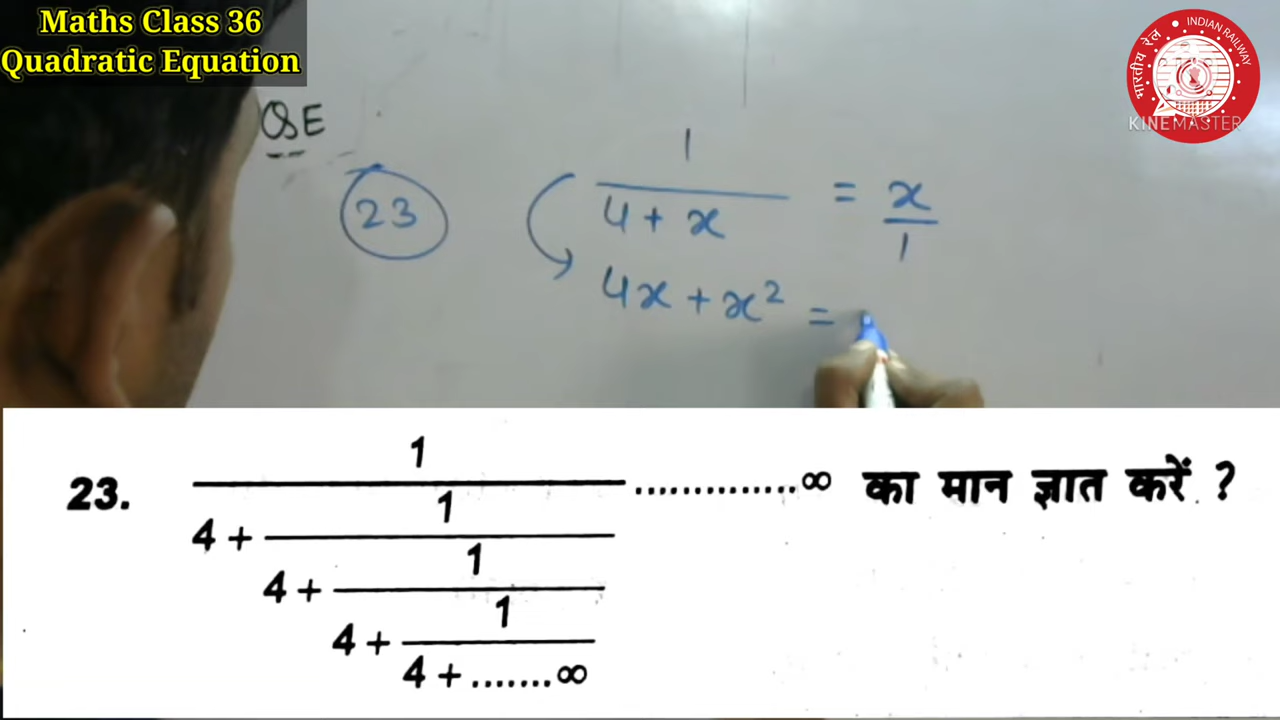 Maths Class 36
Quadratic Equation
भारतीय रेल
INDIAN RAILWAY
KINEMASTER
QE
23
1
4 + x = x
1
4x + x² =
23. 1 ..............∞ का मान ज्ञात करें ?
4 + 1
4 + 1
4 + 1
4 + .......∞